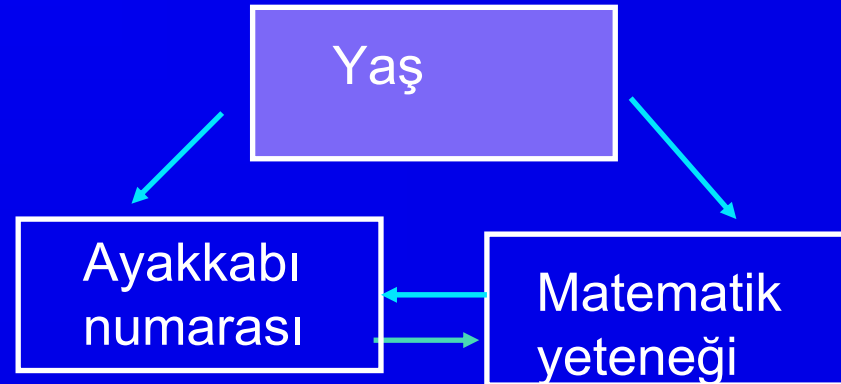 Yaş
Ayakkabı
numarası
Matematik
yeteneği